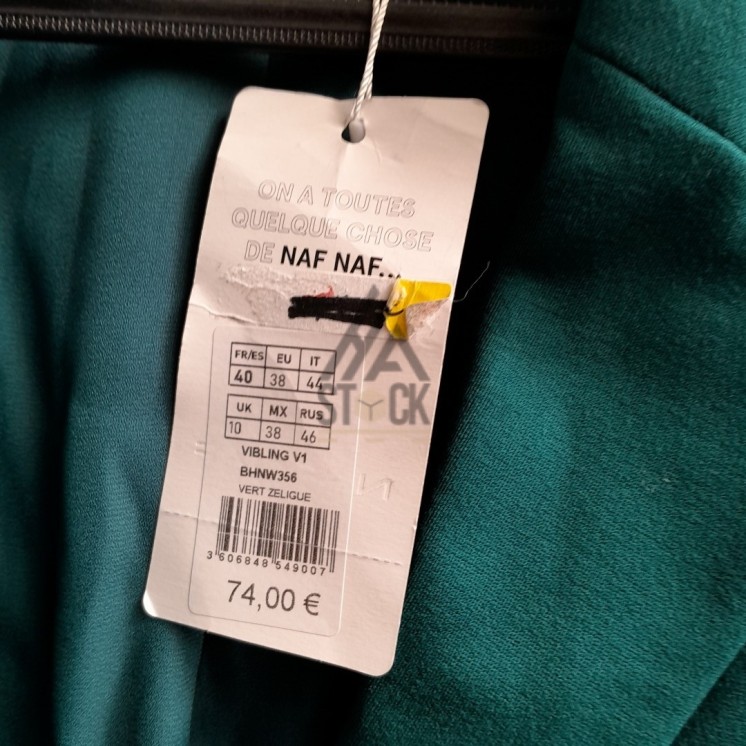 ON A TOUTES
QUELQUE CHOSE
DE NAF NAF...
STYCK
FR/ES EU IT
40 38 44
UK MX RUS
10 38 46
VIBLING V1
BHNW356
VERT ZELIGUE
3 606848 549007
74,00 €